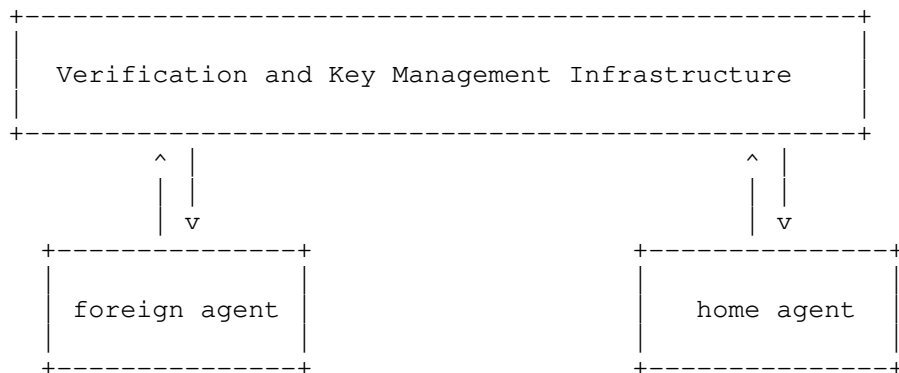 Verification and Key Management Infrastructure
foreign agent
home agent